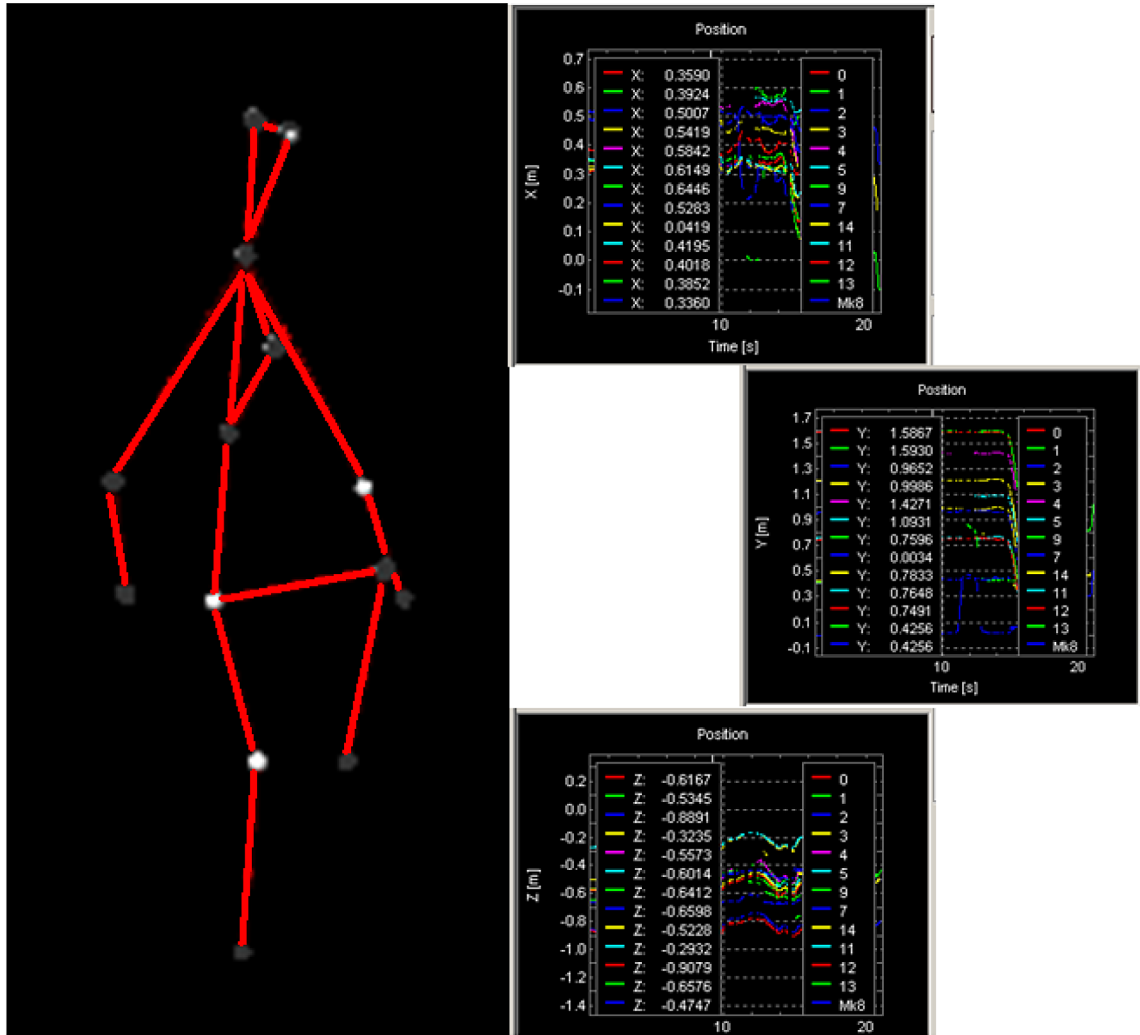 Position
0.7
0.6
0.5
0.4
0.3
0.2
0.1
0.0
-0.1
X [m]
X: 0.3590 0
X: 0.3924 1
X: 0.5007 2
X: 0.5419 3
X: 0.5842 4
X: 0.6149 5
X: 0.6446 9
X: 0.5283 7
X: 0.0419 14
X: 0.4195 11
X: 0.4018 12
X: 0.3852 13
X: 0.3360 Mk8
10 20
Time [s]
Position
1.7
1.5
1.3
1.1
0.9
0.7
0.5
0.3
0.1
-0.1
Y [m]
Y: 1.5867 0
Y: 1.5930 1
Y: 0.9652 2
Y: 0.9986 3
Y: 1.4271 4
Y: 1.0931 5
Y: 0.7596 9
Y: 0.0034 7
Y: 0.7833 14
Y: 0.7648 11
Y: 0.7491 12
Y: 0.4256 13
Y: 0.4256 Mk8
10 20
Time [s]
Position
0.2
0.0
-0.2
-0.4
-0.6
-0.8
-1.0
-1.2
-1.4
Z [m]
Z: -0.6167 0
Z: -0.5345 1
Z: -0.8891 2
Z: -0.3235 3
Z: -0.5573 4
Z: -0.6014 5
Z: -0.6412 9
Z: -0.6598 7
Z: -0.5228 14
Z: -0.2932 11
Z: -0.9079 12
Z: -0.6576 13
Z: -0.4747 Mk8
10 20
Time [s]